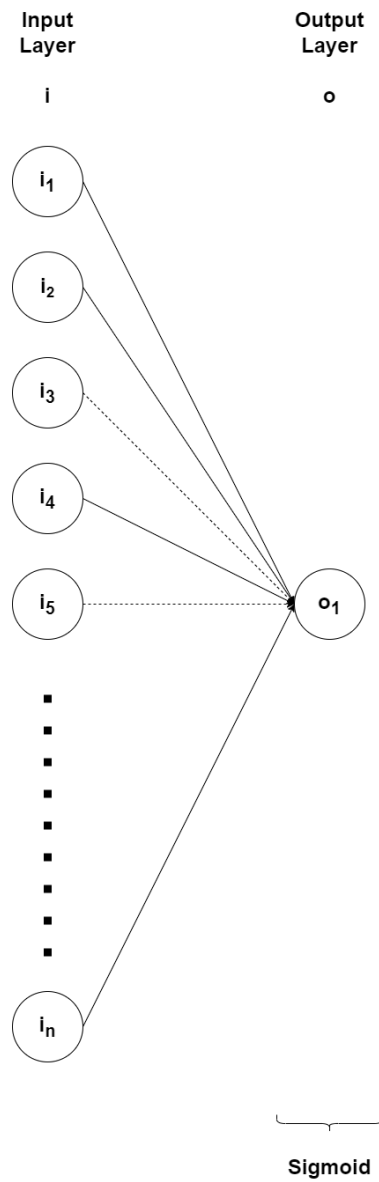 Input
Layer
Output
Layer
i
o
i1
i2
i3
i4
i5
o1
in
Sigmoid